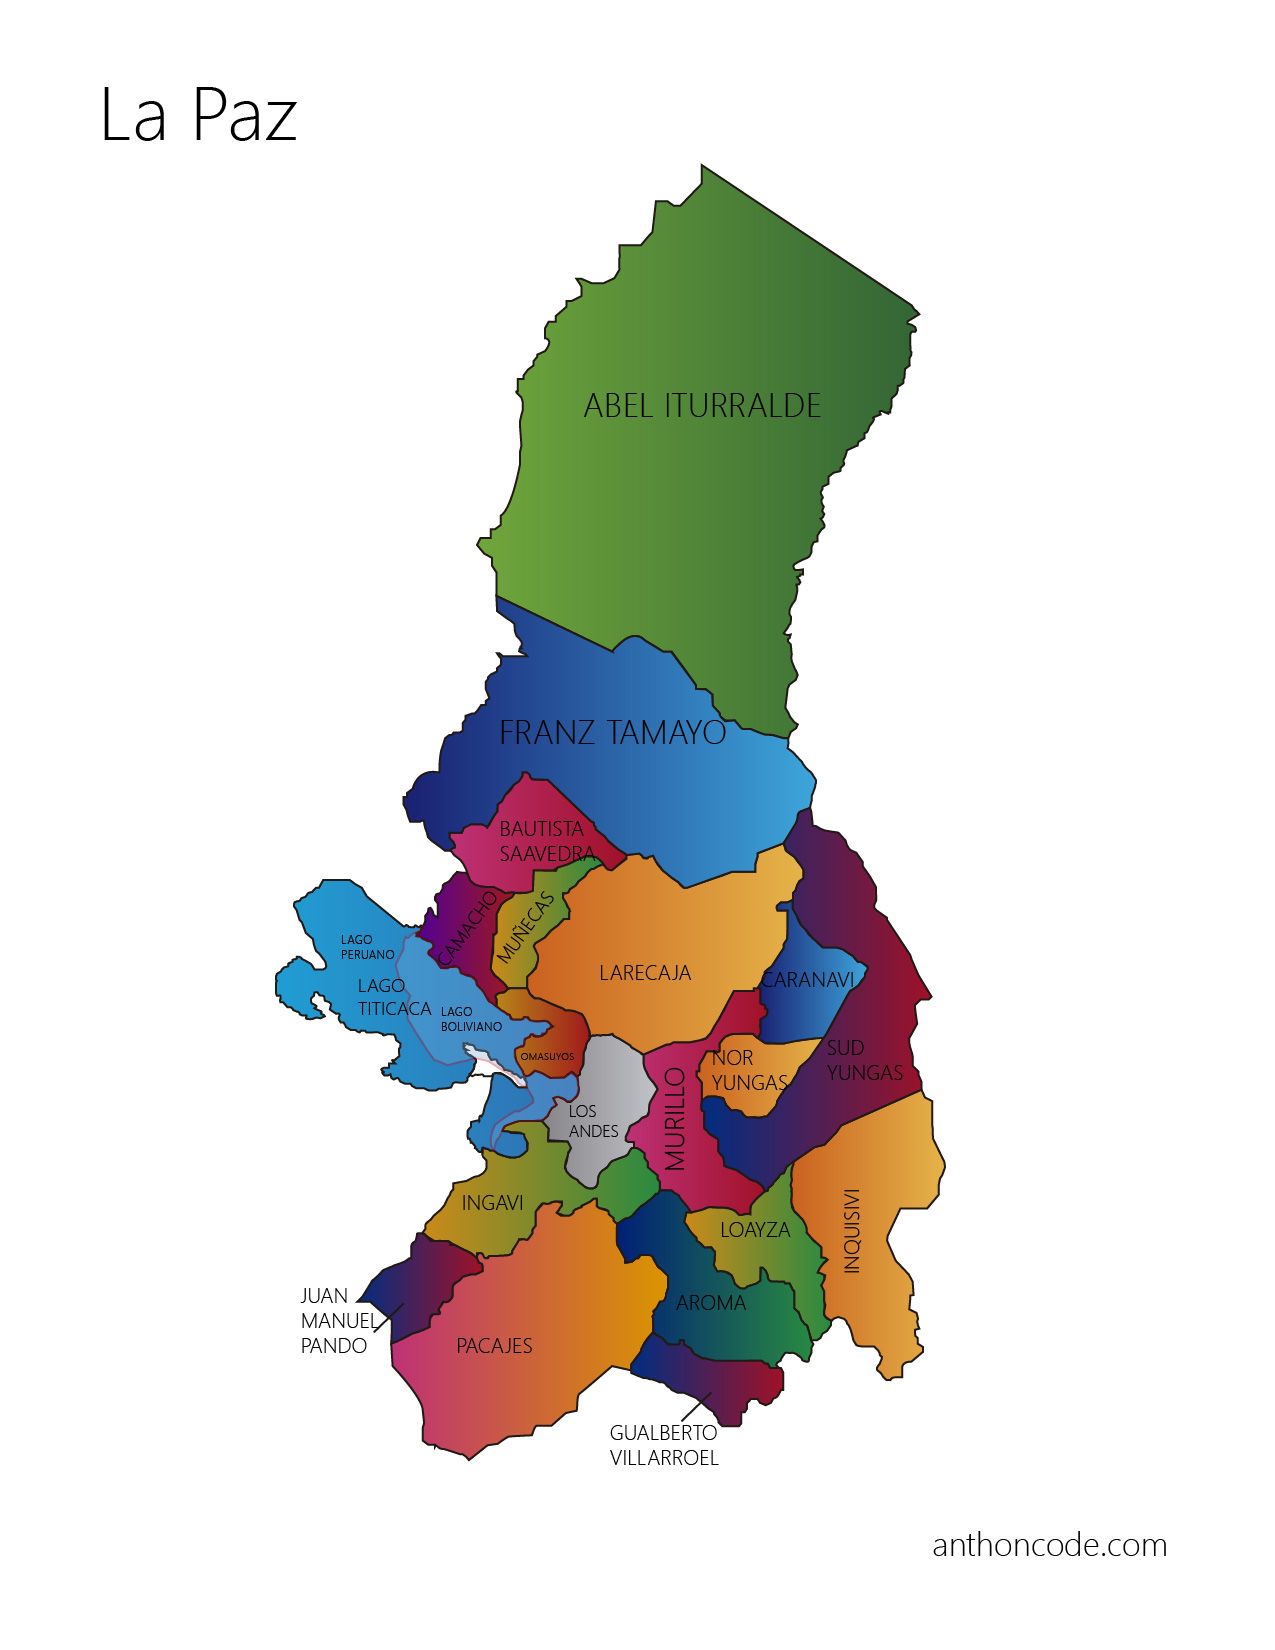 La Paz
ABEL ITURRALDE
FRANZ TAMAYO
BAUTISTA
SAAVEDRA
CAMACHO
MUÑECAS
LAGO
PERUANO
LARECAJA
CARANAVI
LAGO
TITICACA
LAGO
BOLIVIANO
OMASUYOS
NOR
YUNGAS
SUD
YUNGAS
LOS
ANDES
MURILLO
INGAVI
LOAYZA
INQUISIVI
JUAN
MANUEL
PANDO
AROMA
PACAJES
GUALBERTO
VILLARROEL
anthoncode.com